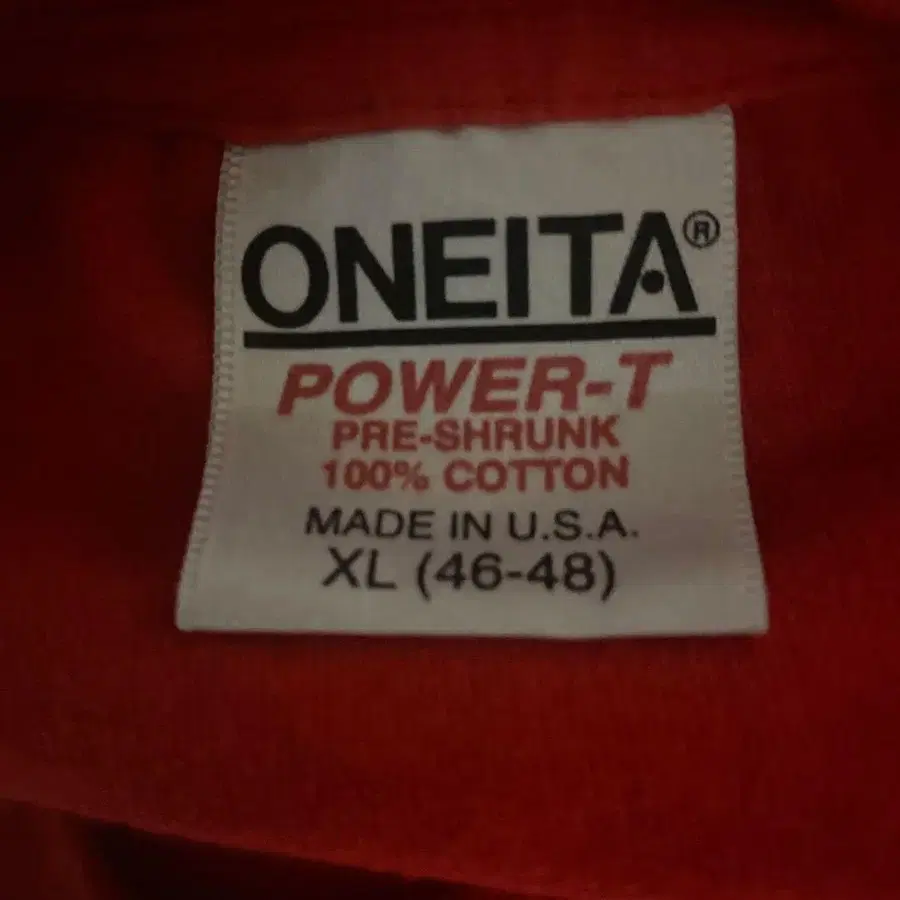 ONEITA®
POWER-T
PRE-SHRUNK
100% COTTON
MADE IN U.S.A.
XL (46-48)